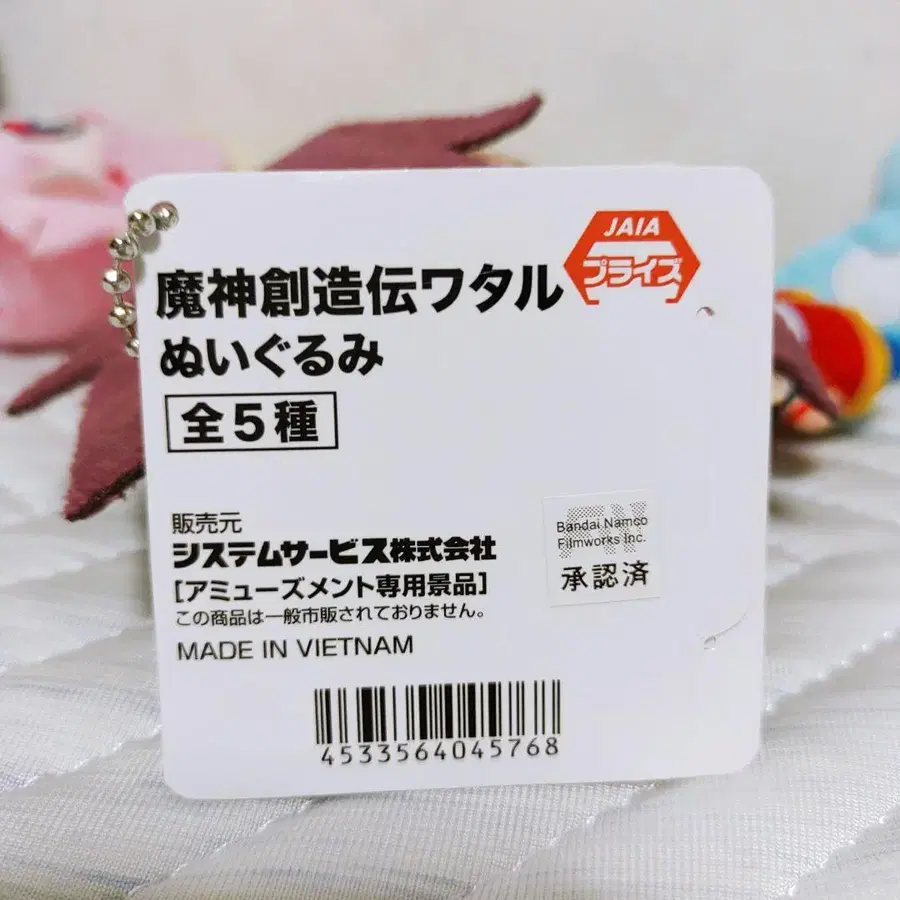 JAIA
プライズ
魔神創造伝ワタル
ぬいぐるみ
全5種
販売元
システムサービス株式会社
[アミューズメント専用景品]
この商品は一般市販されておりません。
MADE IN VIETNAM
Bandai Namco
Filmworks Inc.
承認済
4533564045768